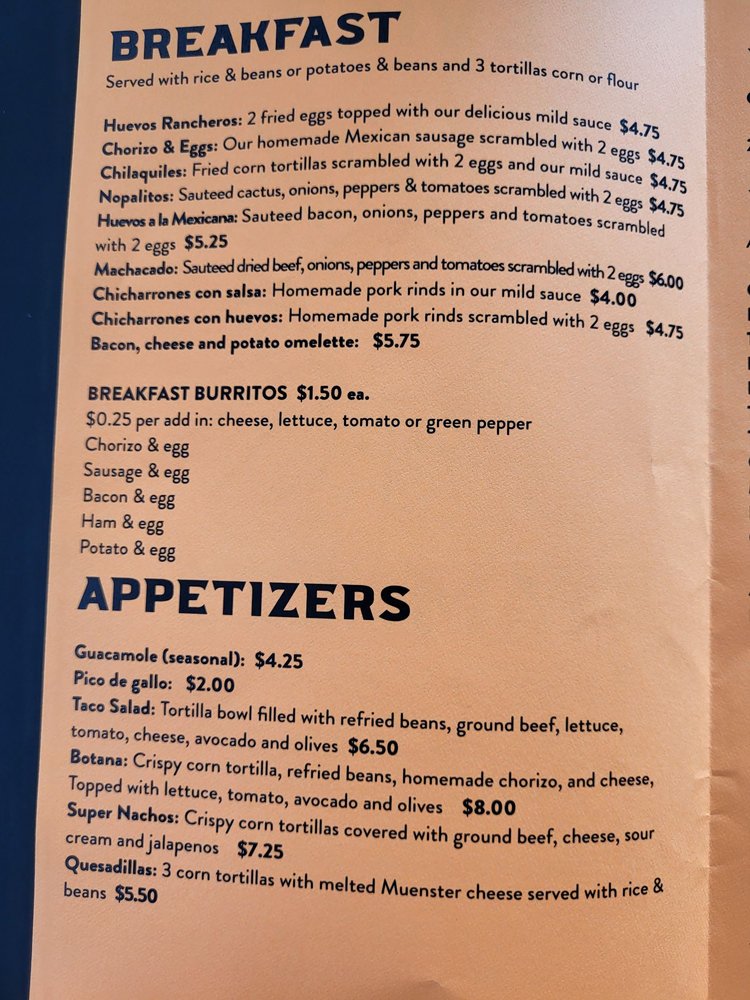 BREAKFAST
Served with rice & beans or potatoes & beans and 3 tortillas corn or flour
Huevos Rancheros: 2 fried eggs topped with our delicious mild sauce $4.75
Chorizo & Eggs: Our homemade Mexican sausage scrambled with 2 eggs $4.75
Chilaquiles: Fried corn tortillas scrambled with 2 eggs and our mild sauce $4.75
Nopalitos: Sauteed cactus, onions, peppers & tomatoes scrambled with 2 eggs $4.75
Huevos a la Mexicana: Sauteed bacon, onions, peppers and tomatoes scrambled
with 2 eggs $5.25
Machacado: Sauteed dried beef, onions, peppers and tomatoes scrambled with 2 eggs $6.00
Chicharrones con salsa: Homemade pork rinds in our mild sauce $4.00
Chicharrones con huevos: Homemade pork rinds scrambled with 2 eggs $4.75
Bacon, cheese and potato omelette: $5.75
BREAKFAST BURRITOS $1.50 ea.
$0.25 per add in: cheese, lettuce, tomato or green pepper
Chorizo & egg
Sausage & egg
Bacon & egg
Ham & egg
Potato & egg
APPETIZERS
Guacamole (seasonal): $4.25
Pico de gallo: $2.00
Taco Salad: Tortilla bowl filled with refried beans, ground beef, lettuce,
tomato, cheese, avocado and olives $6.50
Botana: Crispy corn tortilla, refried beans, homemade chorizo, and cheese,
Topped with lettuce, tomato, avocado and olives $8.00
Super Nachos: Crispy corn tortillas covered with ground beef, cheese, sour
cream and jalapenos $7.25
Quesadillas: 3 corn tortillas with melted Muenster cheese served with rice &
beans $5.50